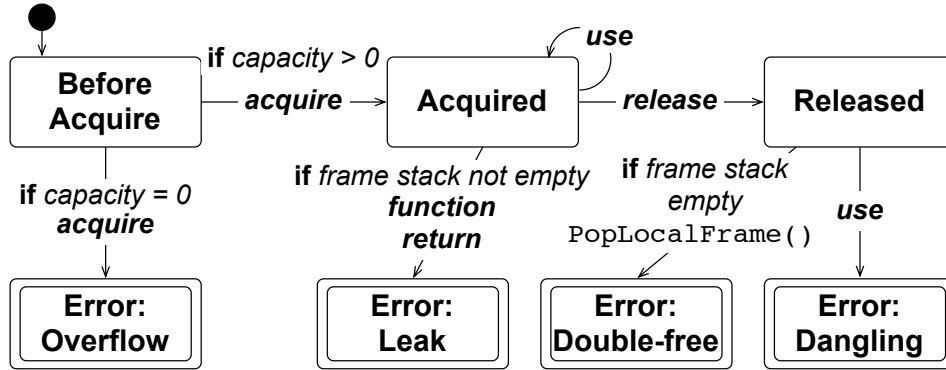 if capacity > 0
use
Before
Acquire
acquire
Acquired
release
Released
if capacity = 0
acquire
if frame stack not empty
function
return
if frame stack
empty
PopLocalFrame()
use
Error:
Overflow
Error:
Leak
Error:
Double-free
Error:
Dangling